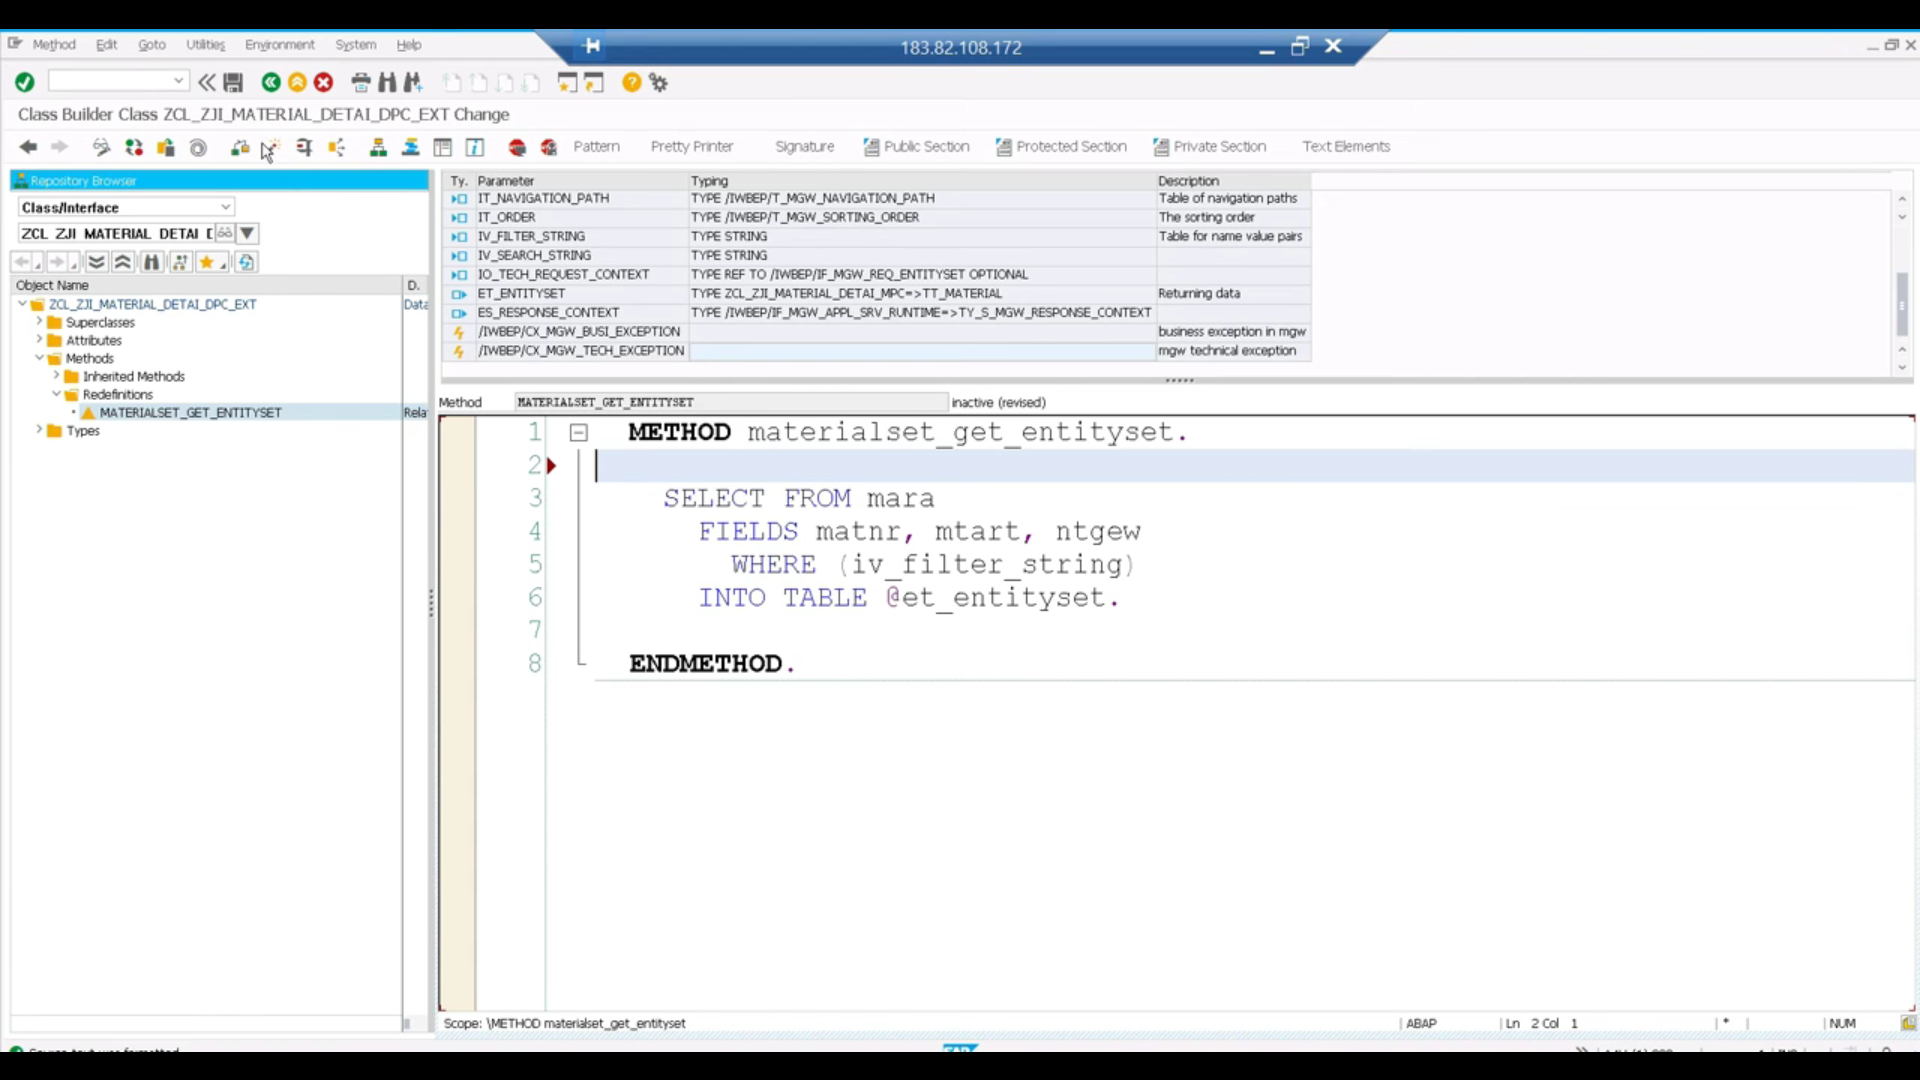 183.82.108.172
Method Edit Goto Utilities Environment System Help
Class Builder Class ZCL_ZJI_MATERIAL_DETAI_DPC_EXT Change
Pattern Pretty Printer Signature Public Section Protected Section Private Section Text Elements
Repository Browser
Class/Interface
ZCL_ZJI_MATERIAL_DETAI_D
Object Name D.
ZCL_ZJI_MATERIAL_DETAI_DPC_EXT Data
Superclasses
Attributes
Methods
Inherited Methods
Redefinitions
MATERIALSET_GET_ENTITYSET Rela
Types
Ty. Parameter Typing Description
IT_NAVIGATION_PATH TYPE /IWBEP/T_MGW_NAVIGATION_PATH Table of navigation paths
IT_ORDER TYPE /IWBEP/T_MGW_SORTING_ORDER The sorting order
IV_FILTER_STRING TYPE STRING Table for name value pairs
IV_SEARCH_STRING TYPE STRING
IO_TECH_REQUEST_CONTEXT TYPE REF TO /IWBEP/IF_MGW_REQ_ENTITYSET OPTIONAL
ET_ENTITYSET TYPE ZCL_ZJI_MATERIAL_DETAI_MPC=>TT_MATERIAL Returning data
ES_RESPONSE_CONTEXT TYPE /IWBEP/IF_MGW_APPL_SRV_RUNTIME=>TY_S_MGW_RESPONSE_CONTEXT
/IWBEP/CX_MGW_BUSI_EXCEPTION business exception in mgw
/IWBEP/CX_MGW_TECH_EXCEPTION mgw technical exception
Method MATERIALSET_GET_ENTITYSET inactive (revised)
1 METHOD materialset_get_entityset.
2
3 SELECT FROM mara
4 FIELDS matnr, mtart, ntgew
5 WHERE (iv_filter_string)
6 INTO TABLE @et_entityset.
7
8 ENDMETHOD.
Scope: \METHOD materialset_get_entityset ABAP Ln 2 Col 1 * NUM
Source text was formatted
SAP